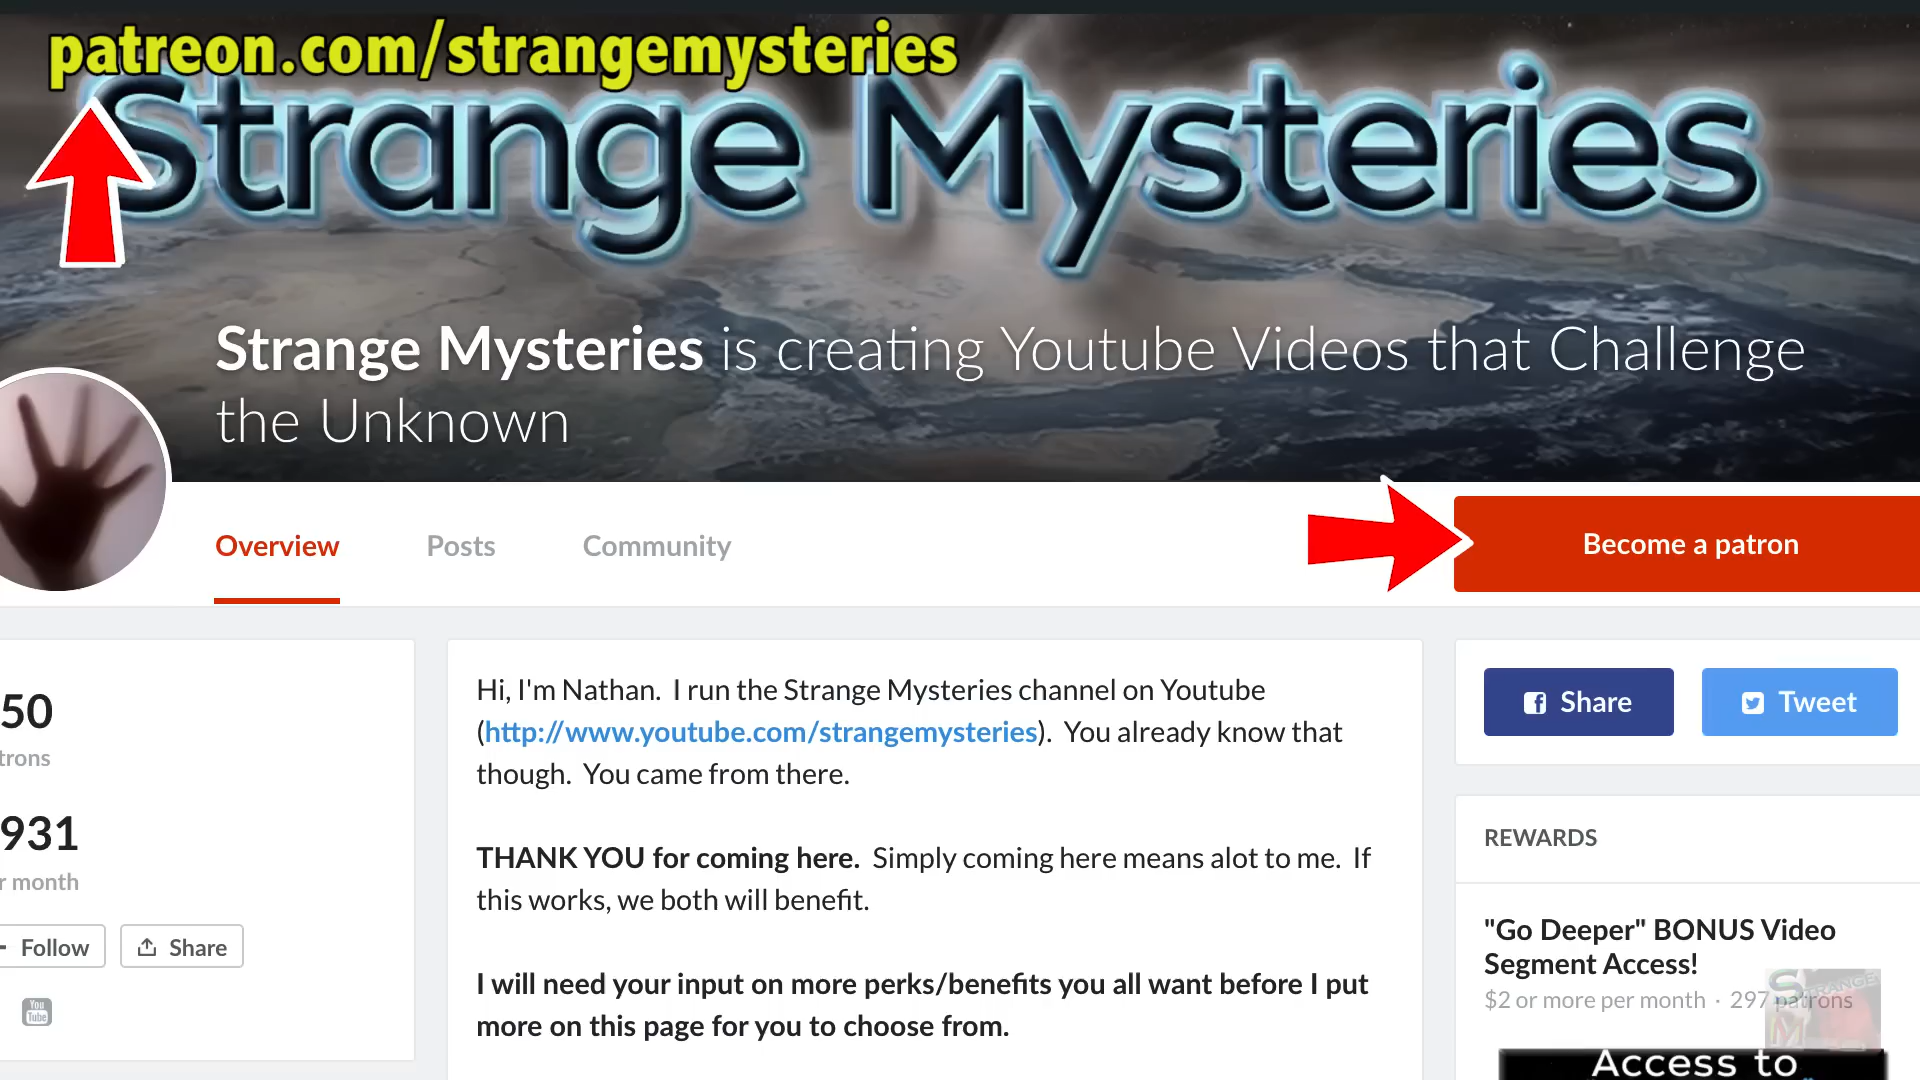 patreon.com/strangemysteries
Strange Mysteries
Strange Mysteries is creating Youtube Videos that Challenge
the Unknown
Overview
Posts
Community
Become a patron
50
trons
931
r month
Follow
Share
You
Tube
Hi, I'm Nathan. I run the Strange Mysteries channel on Youtube
(http://www.youtube.com/strangemysteries). You already know that
though. You came from there.
THANK YOU for coming here. Simply coming here means alot to me. If
this works, we both will benefit.
I will need your input on more perks/benefits you all want before I put
more on this page for you to choose from.
Share
Tweet
REWARDS
"Go Deeper" BONUS Video
Segment Access!
$2 or more per month · 297 patrons
STRANGE
M
Access to